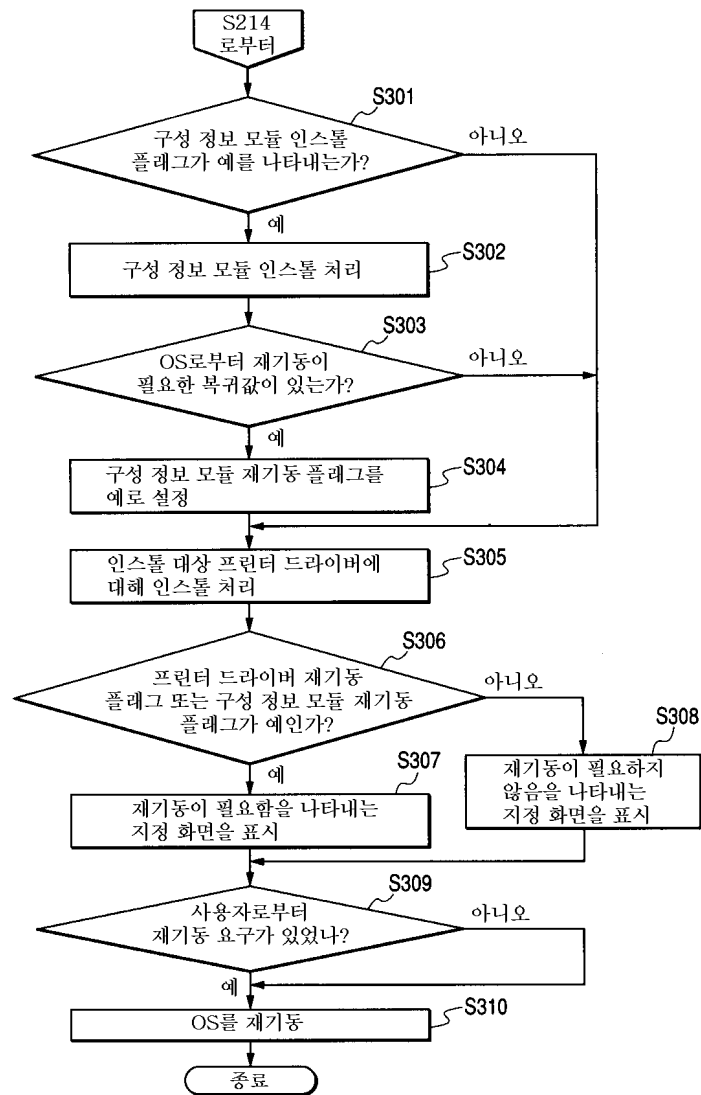 S214
로부터
S301
구성 정보 모듈 인스톨
플래그가 예를 나타내는가?
아니오
예
S302
구성 정보 모듈 인스톨 처리
S303
OS로부터 재기동이
필요한 복귀값이 있는가?
아니오
예
S304
구성 정보 모듈 재기동 플래그를
예로 설정
S305
인스톨 대상 프린터 드라이버에
대해 인스톨 처리
S306
프린터 드라이버 재기동
플래그 또는 구성 정보 모듈 재기동
플래그가 예인가?
아니오
예
S307
재기동이 필요함을 나타내는
지정 화면을 표시
S308
재기동이 필요하지
않음을 나타내는
지정 화면을 표시
S309
사용자로부터
재기동 요구가 있었나?
아니오
예
S310
OS를 재기동
종료